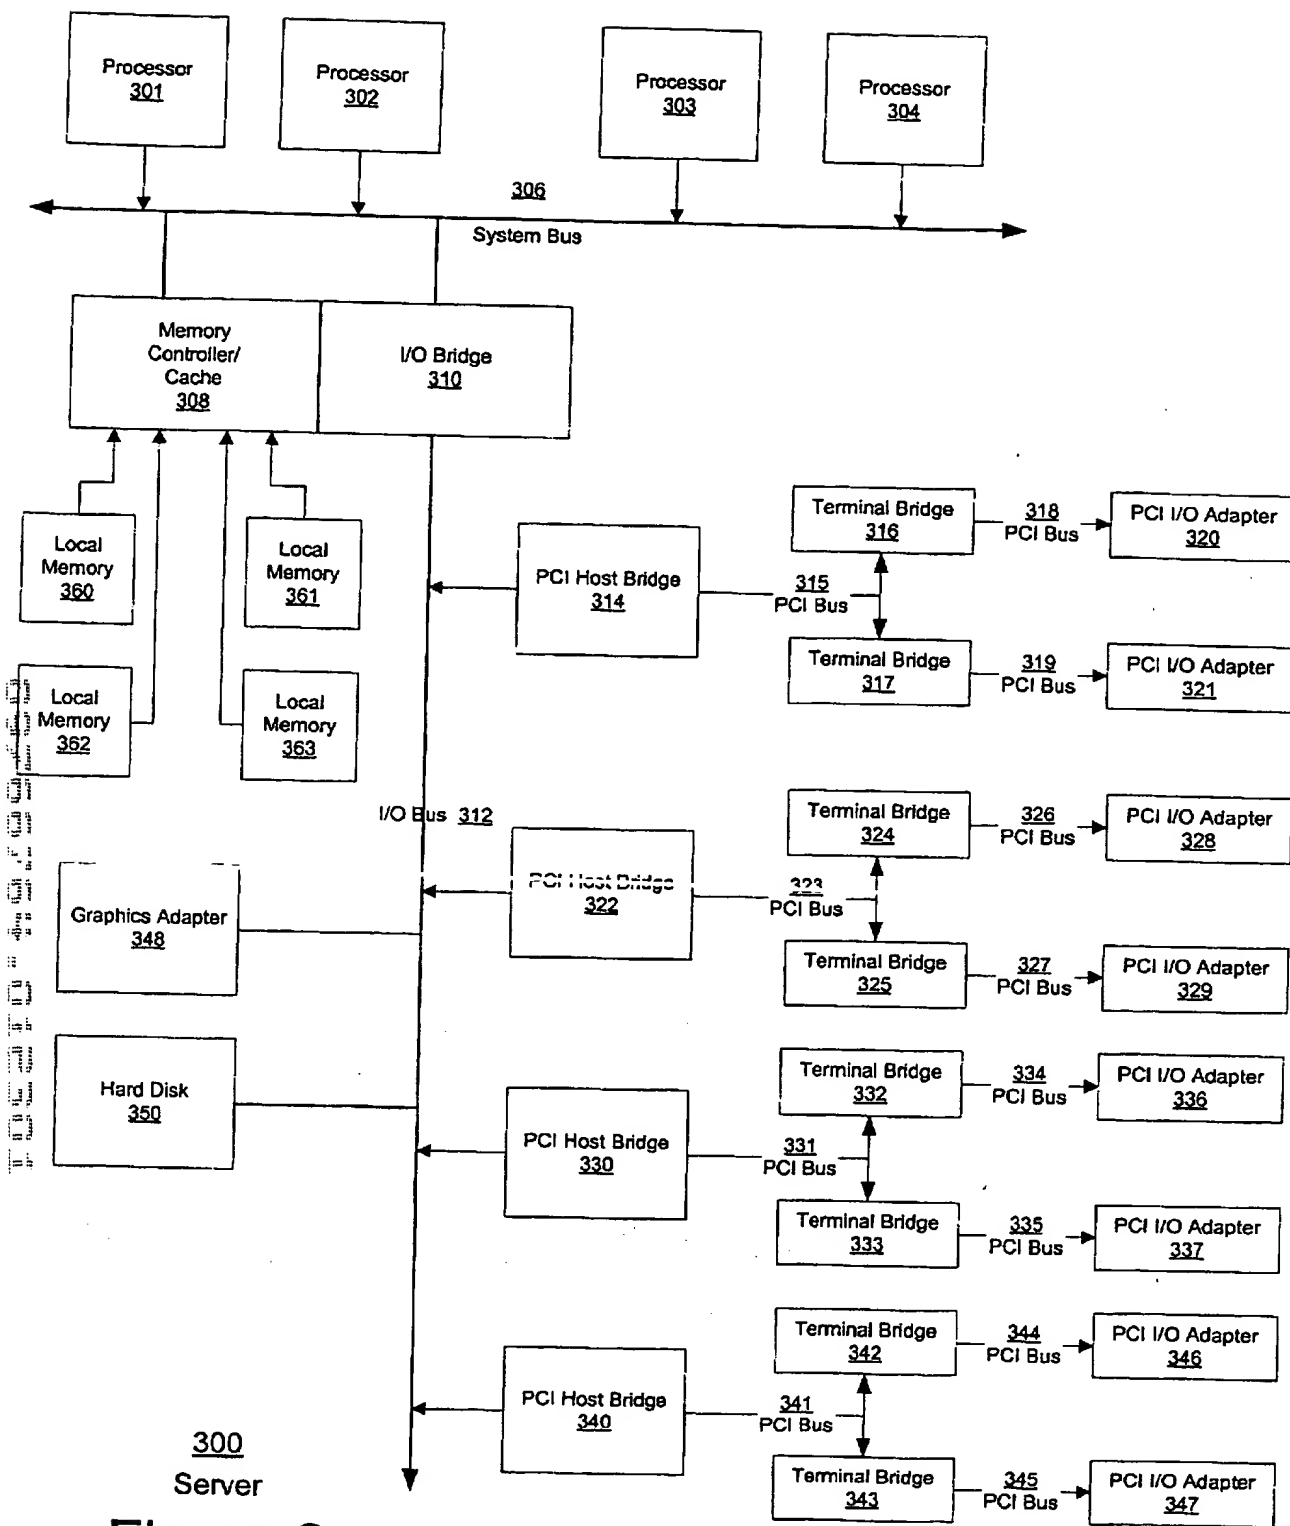 Processor
301
Processor
302
Processor
303
Processor
304
306
System Bus
Memory
Controller/
Cache
308
I/O Bridge
310
Local
Memory
360
Local
Memory
361
Local
Memory
362
Local
Memory
363
I/O Bus 312
Graphics Adapter
348
Hard Disk
350
PCI Host Bridge
314
315
PCI Bus
Terminal Bridge
316
318
PCI Bus
PCI I/O Adapter
320
Terminal Bridge
317
319
PCI Bus
PCI I/O Adapter
321
PCI Host Bridge
322
323
PCI Bus
Terminal Bridge
324
326
PCI Bus
PCI I/O Adapter
328
Terminal Bridge
325
327
PCI Bus
PCI I/O Adapter
329
PCI Host Bridge
330
331
PCI Bus
Terminal Bridge
332
334
PCI Bus
PCI I/O Adapter
336
Terminal Bridge
333
335
PCI Bus
PCI I/O Adapter
337
PCI Host Bridge
340
341
PCI Bus
Terminal Bridge
342
344
PCI Bus
PCI I/O Adapter
346
Terminal Bridge
343
345
PCI Bus
PCI I/O Adapter
347
300
Server